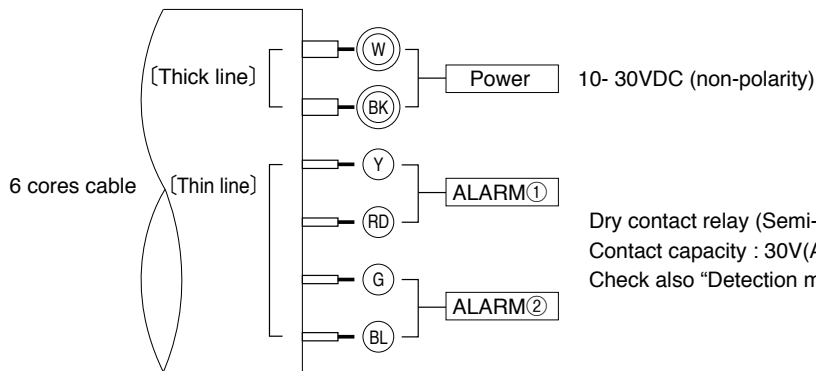 〔Thick line〕
W
BK
Power
10- 30VDC (non-polarity)
6 cores cable
〔Thin line〕
Y
RD
ALARM①
G
BL
ALARM②
Dry contact relay (Semi-
Contact capacity : 30V(A
Check also “Detection m